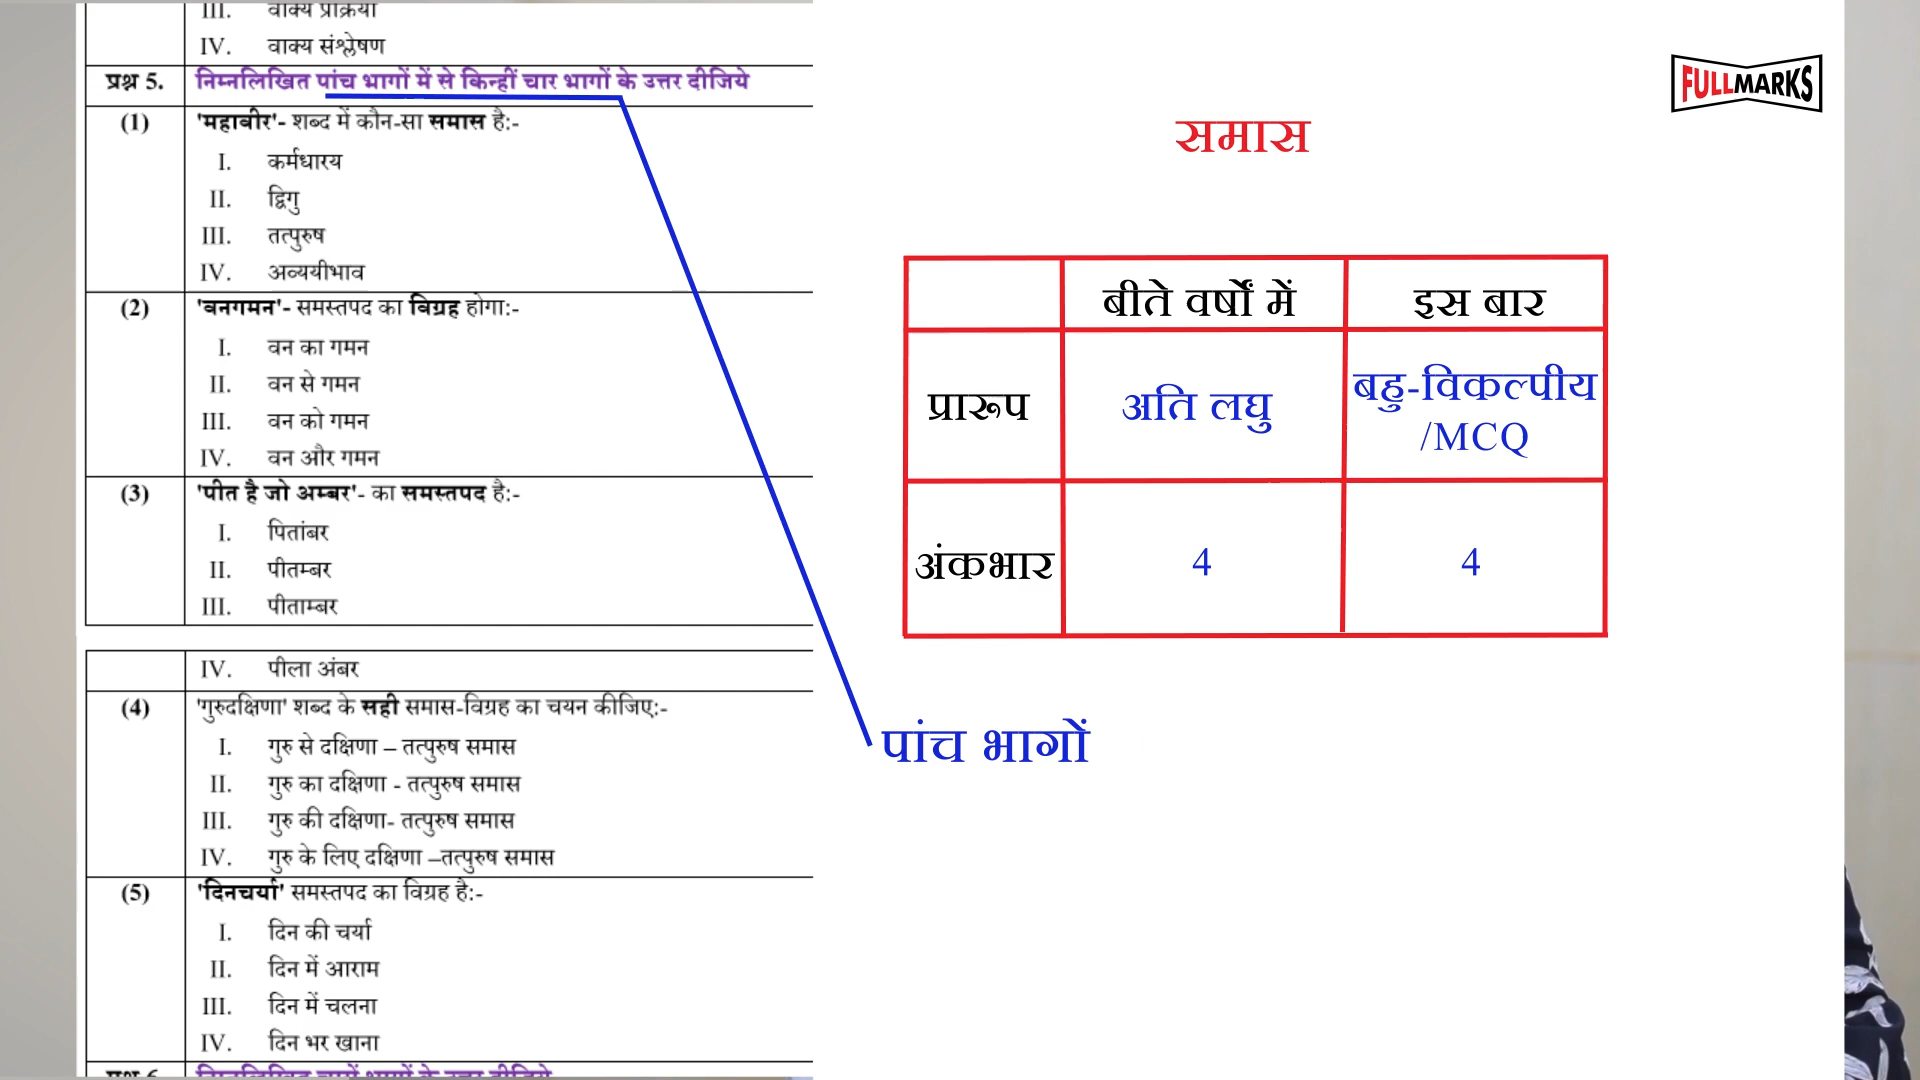 III. वाक्य प्रक्रिया
IV. वाक्य संश्लेषण
प्रश्न 5. निम्नलिखित पांच भागों में से किन्हीं चार भागों के उत्तर दीजिये
(1) 'महावीर'- शब्द में कौन-सा समास है:-
I. कर्मधारय
II. द्विगु
III. तत्पुरुष
IV. अव्ययीभाव
(2) 'वनगमन'- समस्तपद का विग्रह होगा:-
I. वन का गमन
II. वन से गमन
III. वन को गमन
IV. वन और गमन
(3) 'पीत है जो अम्बर'- का समस्तपद है:-
I. पितांबर
II. पीतम्बर
III. पीताम्बर
IV. पीला अंबर
(4) 'गुरुदक्षिणा' शब्द के सही समास-विग्रह का चयन कीजिए:-
I. गुरु से दक्षिणा – तत्पुरुष समास
II. गुरु का दक्षिणा - तत्पुरुष समास
III. गुरु की दक्षिणा- तत्पुरुष समास
IV. गुरु के लिए दक्षिणा –तत्पुरुष समास
(5) 'दिनचर्या' समस्तपद का विग्रह है:-
I. दिन की चर्या
II. दिन में आराम
III. दिन में चलना
IV. दिन भर खाना
प्रश्न 6. निम्नलिखित चारों भागों के उत्तर दीजिये
FULLMARKS
समास
बीते वर्षों में इस बार
प्रारूप अति लघु बहु-विकल्पीय
/MCQ
अंकभार 4 4
पांच भागों